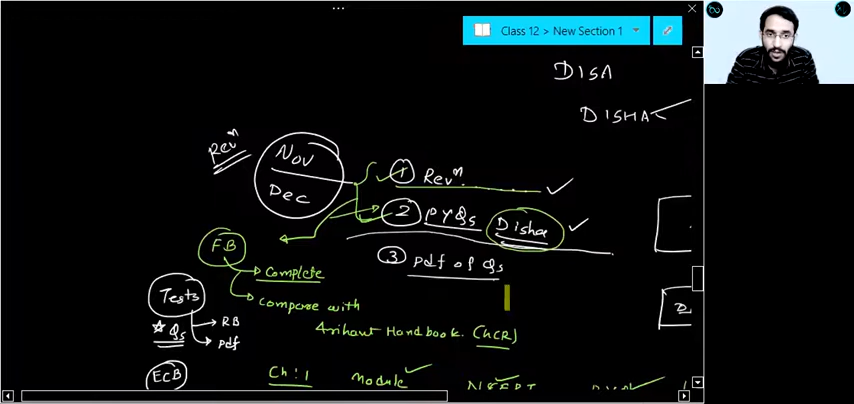 Class 12 > New Section 1
DISA
DISHA
Revⁿ
Nov
Dec
1 Revⁿ.
2 PYQs Disha
3 pdf of Qs
FB
Complete
Compare with
Arihant Handbook. (hCR)
Tests
Qs
RB
pdf
ECB
Ch:1 Module NCERT